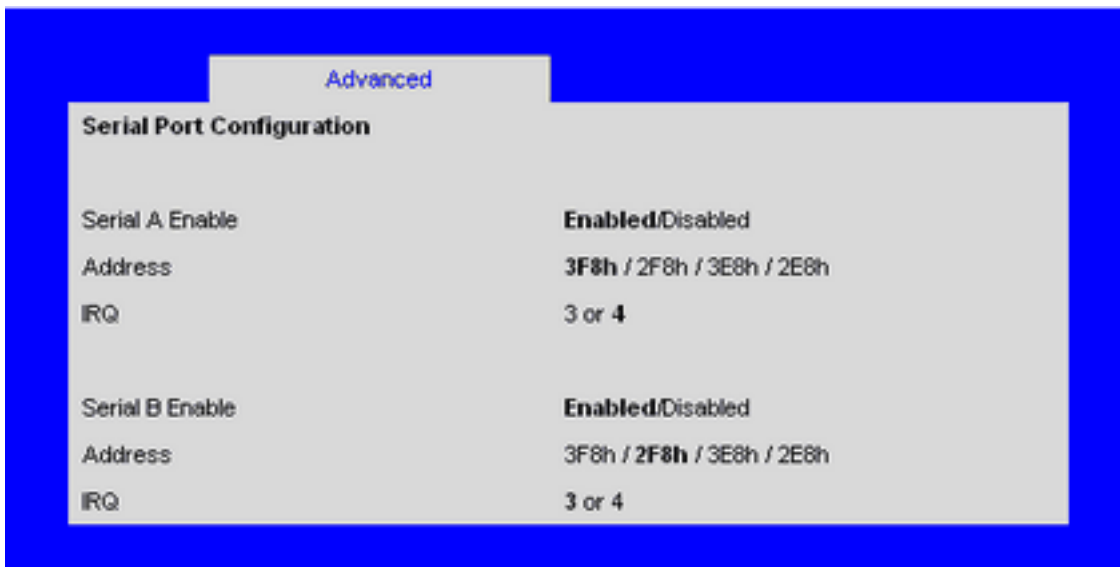 Advanced
Serial Port Configuration
Serial A Enable Enabled/Disabled
Address 3F8h / 2F8h / 3E8h / 2E8h
IRQ 3 or 4
Serial B Enable Enabled/Disabled
Address 3F8h / 2F8h / 3E8h / 2E8h
IRQ 3 or 4